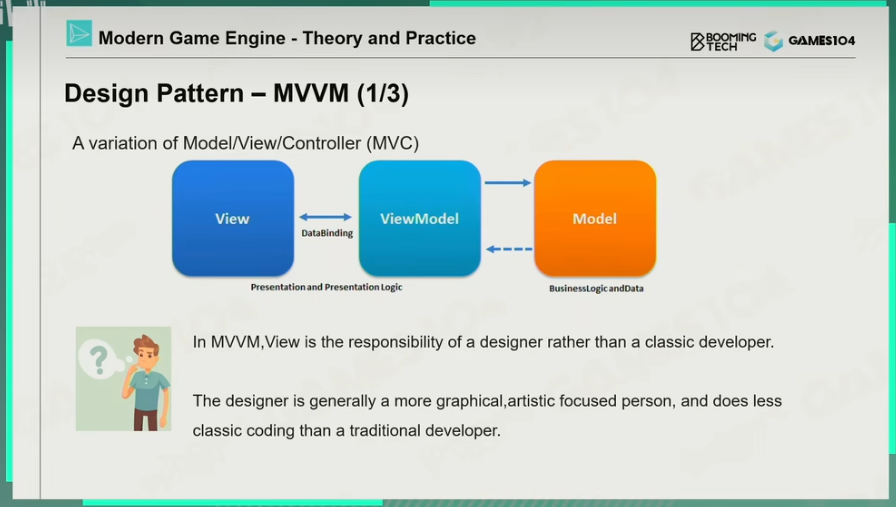 Modern Game Engine - Theory and Practice
BOOMING
TECH
GAMES104
Design Pattern – MVVM (1/3)
A variation of Model/View/Controller (MVC)
View
ViewModel
Model
DataBinding
Presentation and Presentation Logic
BusinessLogic andData
?
In MVVM,View is the responsibility of a designer rather than a classic developer.
The designer is generally a more graphical,artistic focused person, and does less
classic coding than a traditional developer.